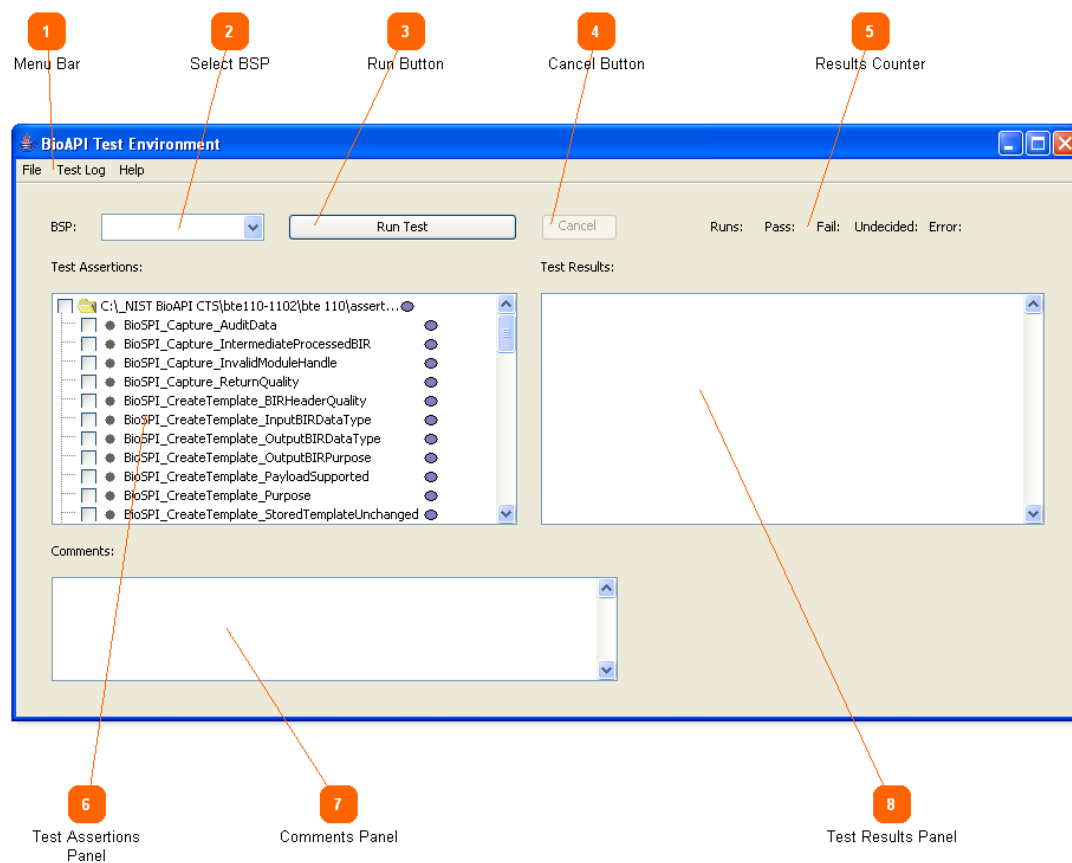 1 2 3 4 5
Menu Bar Select BSP Run Button Cancel Button Results Counter
BioAPI Test Environment
File Test Log Help
BSP: Run Test Cancel Runs: Pass: Fail: Undecided: Error:
Test Assertions: Test Results:
C:\_NIST BioAPI CTS\bte110-1102\bte 110\assert...
BioSPI_Capture_AuditData
BioSPI_Capture_IntermediateProcessedBIR
BioSPI_Capture_InvalidModuleHandle
BioSPI_Capture_ReturnQuality
BioSPI_CreateTemplate_BIRHeaderQuality
BioSPI_CreateTemplate_InputBIRDataType
BioSPI_CreateTemplate_OutputBIRDataType
BioSPI_CreateTemplate_OutputBIRPurpose
BioSPI_CreateTemplate_PayloadSupported
BioSPI_CreateTemplate_Purpose
BioSPI_CreateTemplate_StoredTemplateUnchanged
Comments:
6 7 8
Test Assertions Comments Panel Test Results Panel
Panel